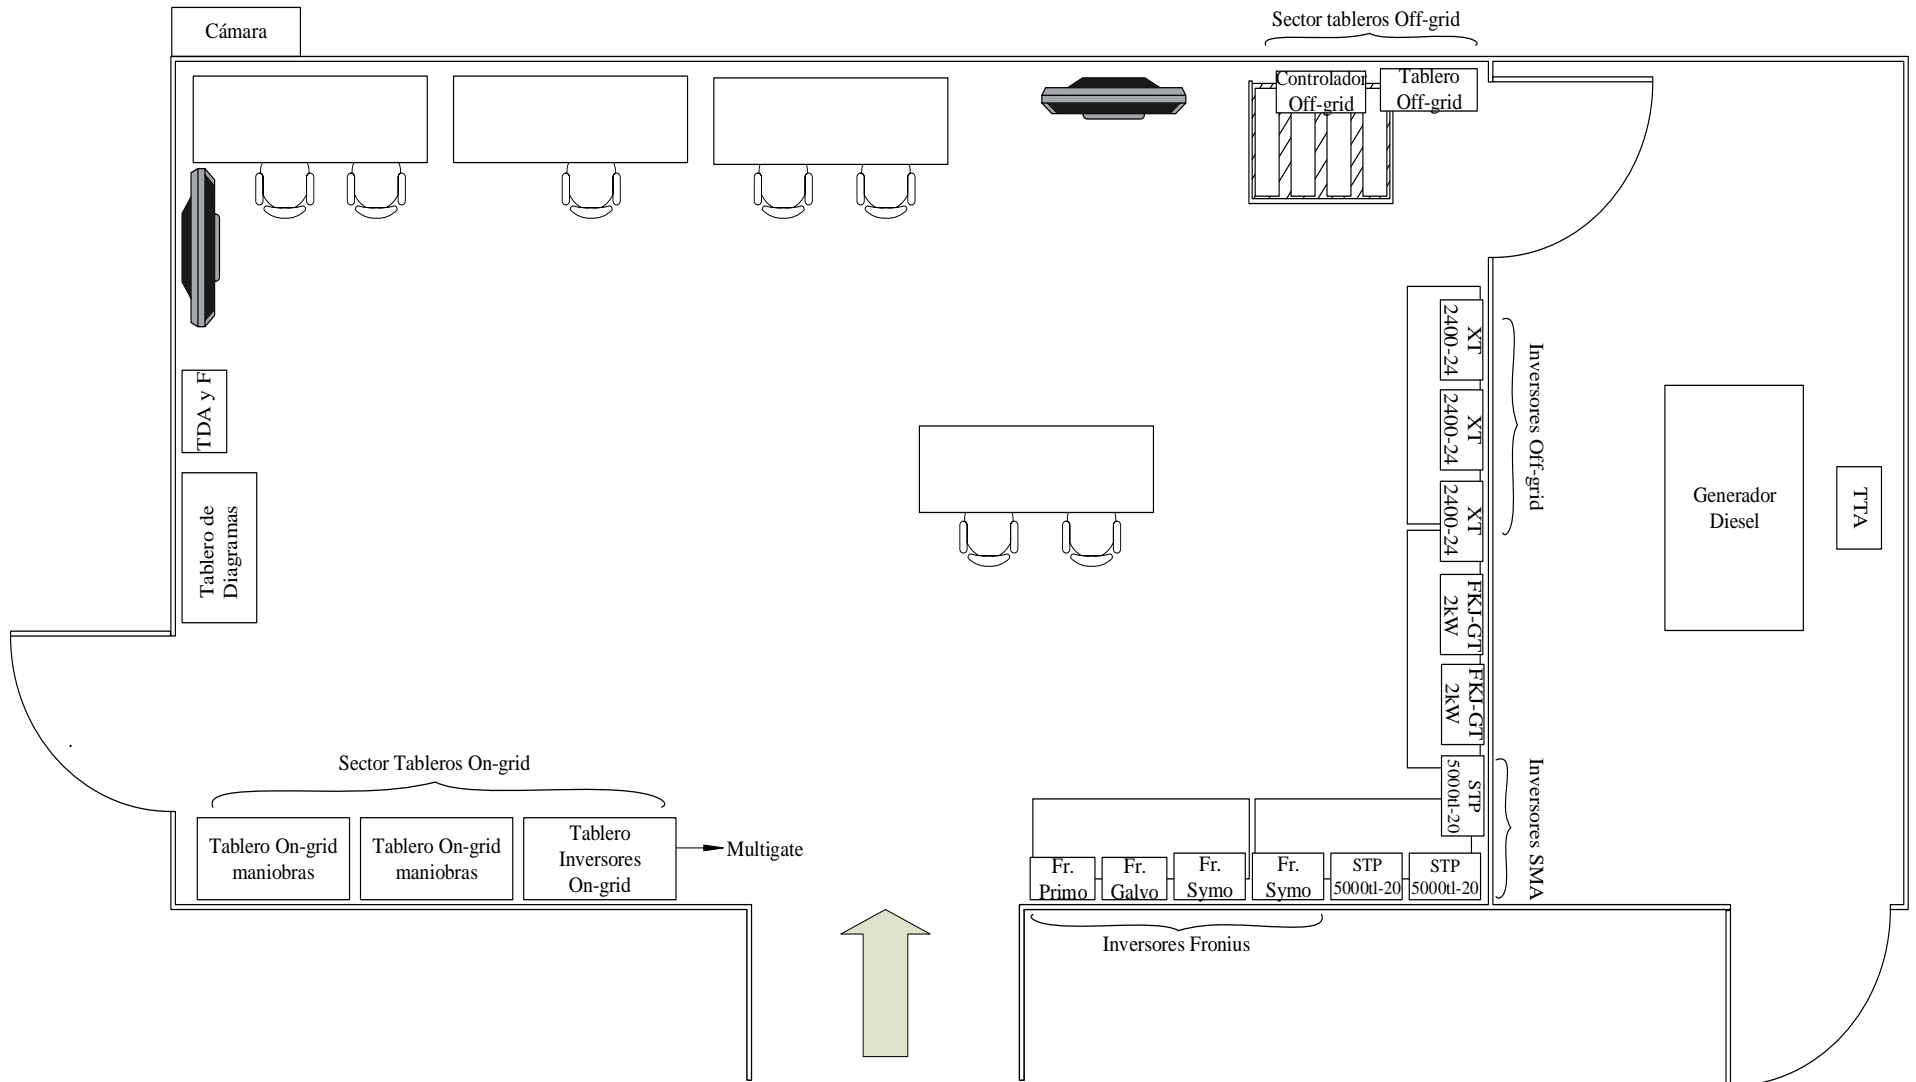 Cámara
Sector tableros Off-grid
Controlador
Off-grid
Tablero
Off-grid
XT
2400-24
XT
2400-24
XT
2400-24
Inversores Off-grid
FKJ-GT
2kW
FKJ-GT
2kW
STP
5000tl-20
Inversores SMA
Generador
Diesel
TTA
TDA y F
Tablero de
Diagramas
Sector Tableros On-grid
Tablero On-grid
maniobras
Tablero On-grid
maniobras
Tablero
Inversores
On-grid
Multigate
Fr.
Primo
Fr.
Galvo
Fr.
Symo
Fr.
Symo
STP
5000tl-20
STP
5000tl-20
Inversores Fronius